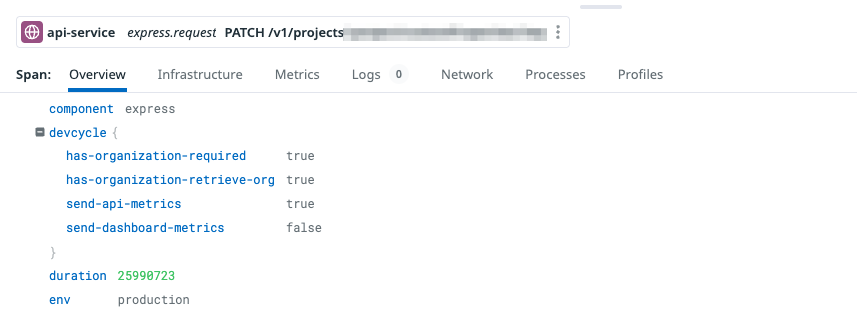 api-service express.request PATCH /v1/projects
Span: Overview Infrastructure Metrics Logs 0 Network Processes Profiles
component express
devcycle {
has-organization-required true
has-organization-retrieve-org true
send-api-metrics true
send-dashboard-metrics false
}
duration 25990723
env production